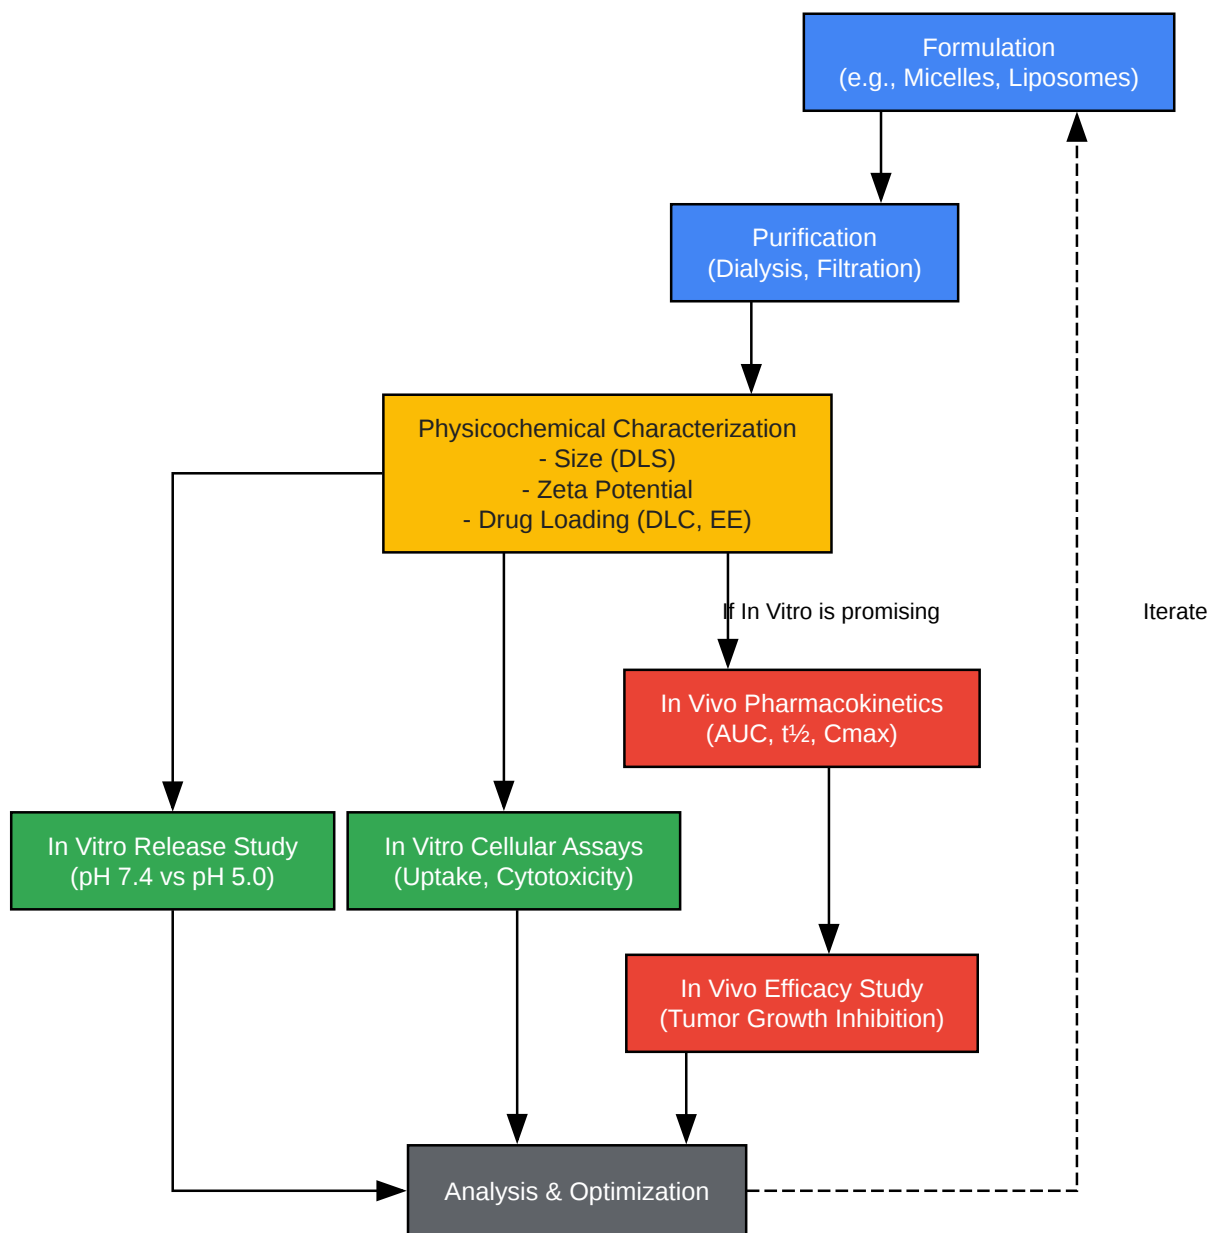 Formulation
(e.g., Micelles, Liposomes)
Purification
(Dialysis, Filtration)
Physicochemical Characterization
- Size (DLS)
- Zeta Potential
- Drug Loading (DLC, EE)
If In Vitro is promising
Iterate
In Vivo Pharmacokinetics
(AUC, t½, Cmax)
In Vitro Release Study
(pH 7.4 vs pH 5.0)
In Vitro Cellular Assays
(Uptake, Cytotoxicity)
In Vivo Efficacy Study
(Tumor Growth Inhibition)
Analysis & Optimization